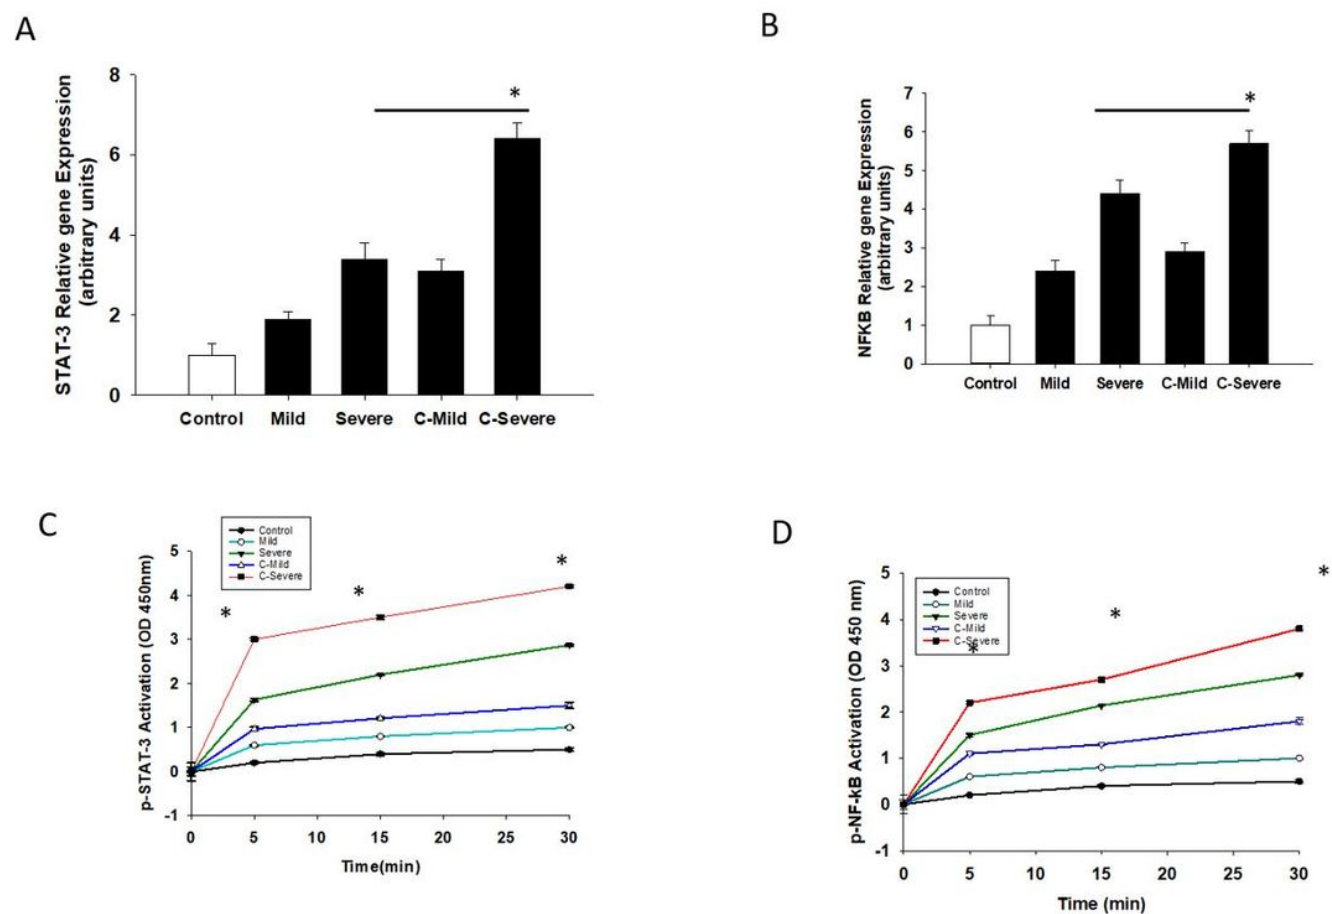 A
STAT-3 Relative gene Expression
(arbitrary units)
8
6
4
2
0
*
Control Mild Severe C-Mild C-Severe
B
NFKB Relative gene Expression
(arbitrary units)
7
6
5
4
3
2
1
0
*
Control Mild Severe C-Mild C-Severe
C
p-STAT-3 Activation (OD 450nm)
5
4
3
2
1
0
-1
Control
Mild
Severe
C-Mild
C-Severe
* * *
0 5 10 15 20 25 30
Time(min)
D
p-NF-kB Activation (OD 450 nm)
5
4
3
2
1
0
-1
Control
Mild
Severe
C-Mild
C-Severe
* * *
0 5 10 15 20 25 30
Time (min)